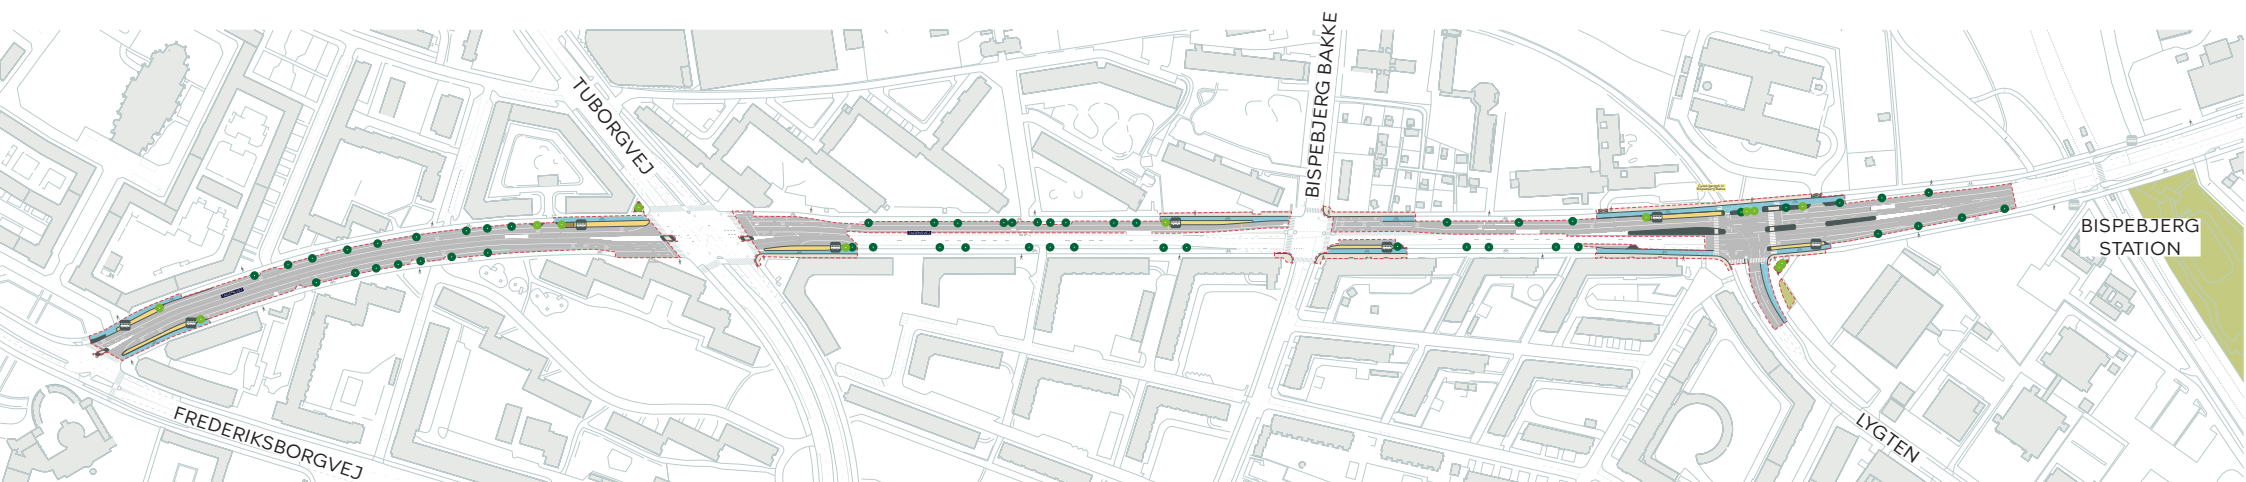 BISPEBJERG BAKKE
TUBORGVEJ
BISPEBJERG
STATION
FREDERIKSBORGVEJ
LYGTEN